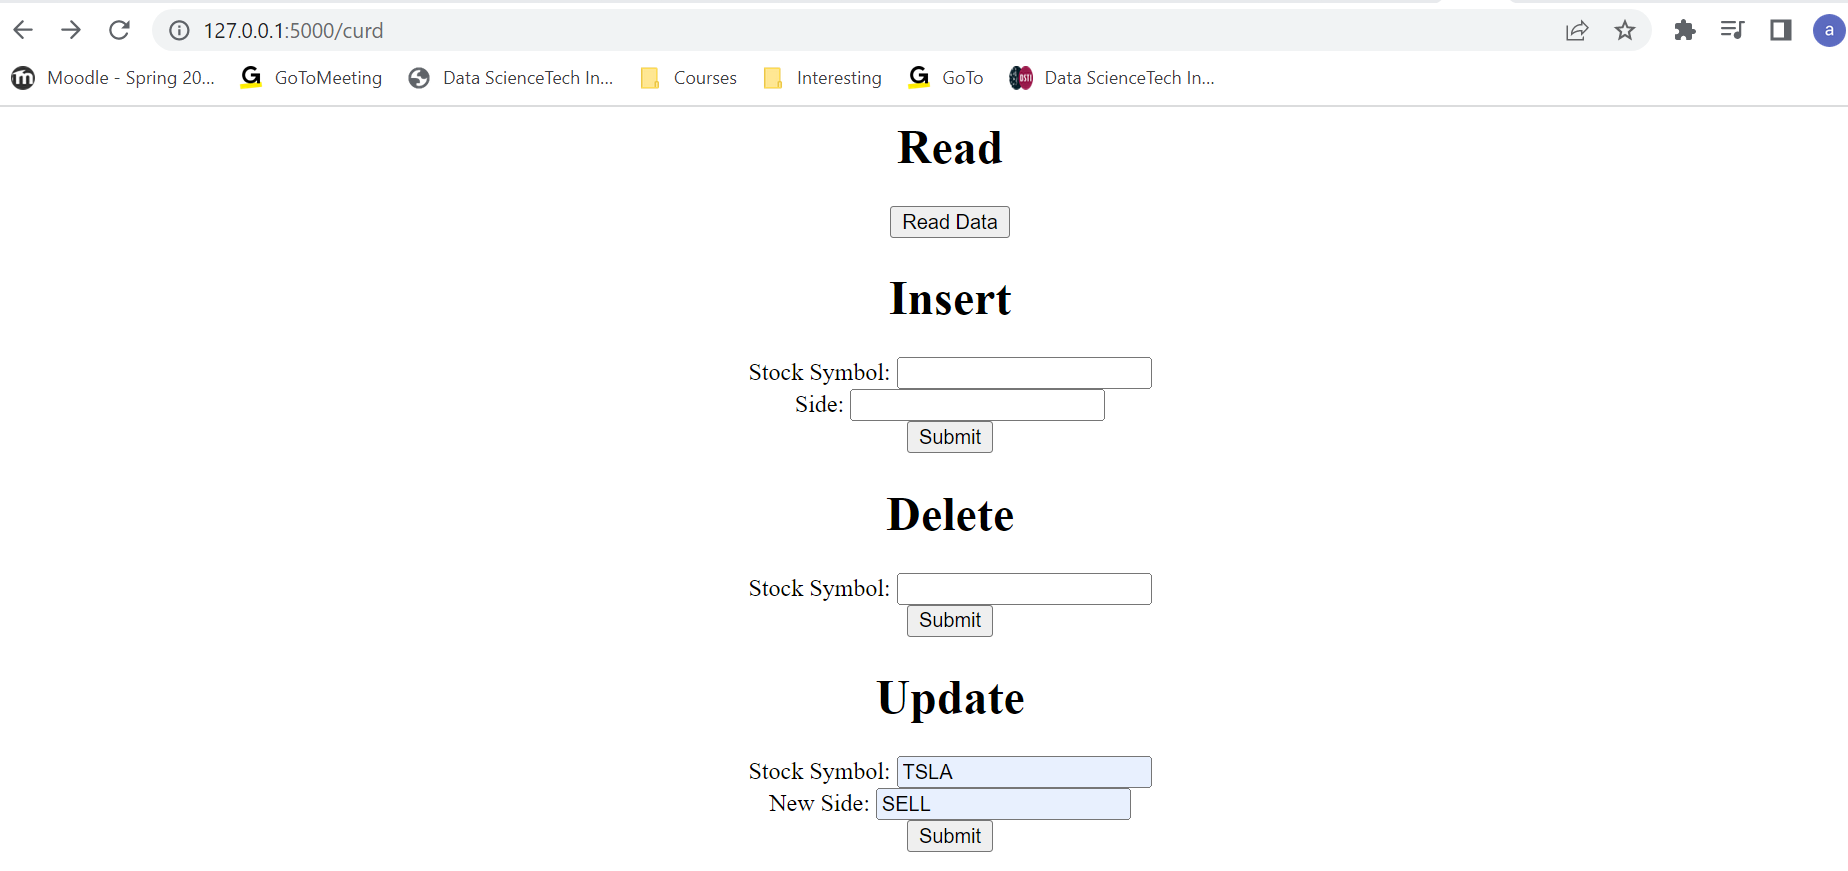 127.0.0.1:5000/curd
a
Moodle - Spring 20... GoToMeeting Data ScienceTech In... Courses Interesting GoTo Data ScienceTech In...
Read
Read Data
Insert
Stock Symbol:
Side:
Submit
Delete
Stock Symbol:
Submit
Update
Stock Symbol: TSLA
New Side: SELL
Submit